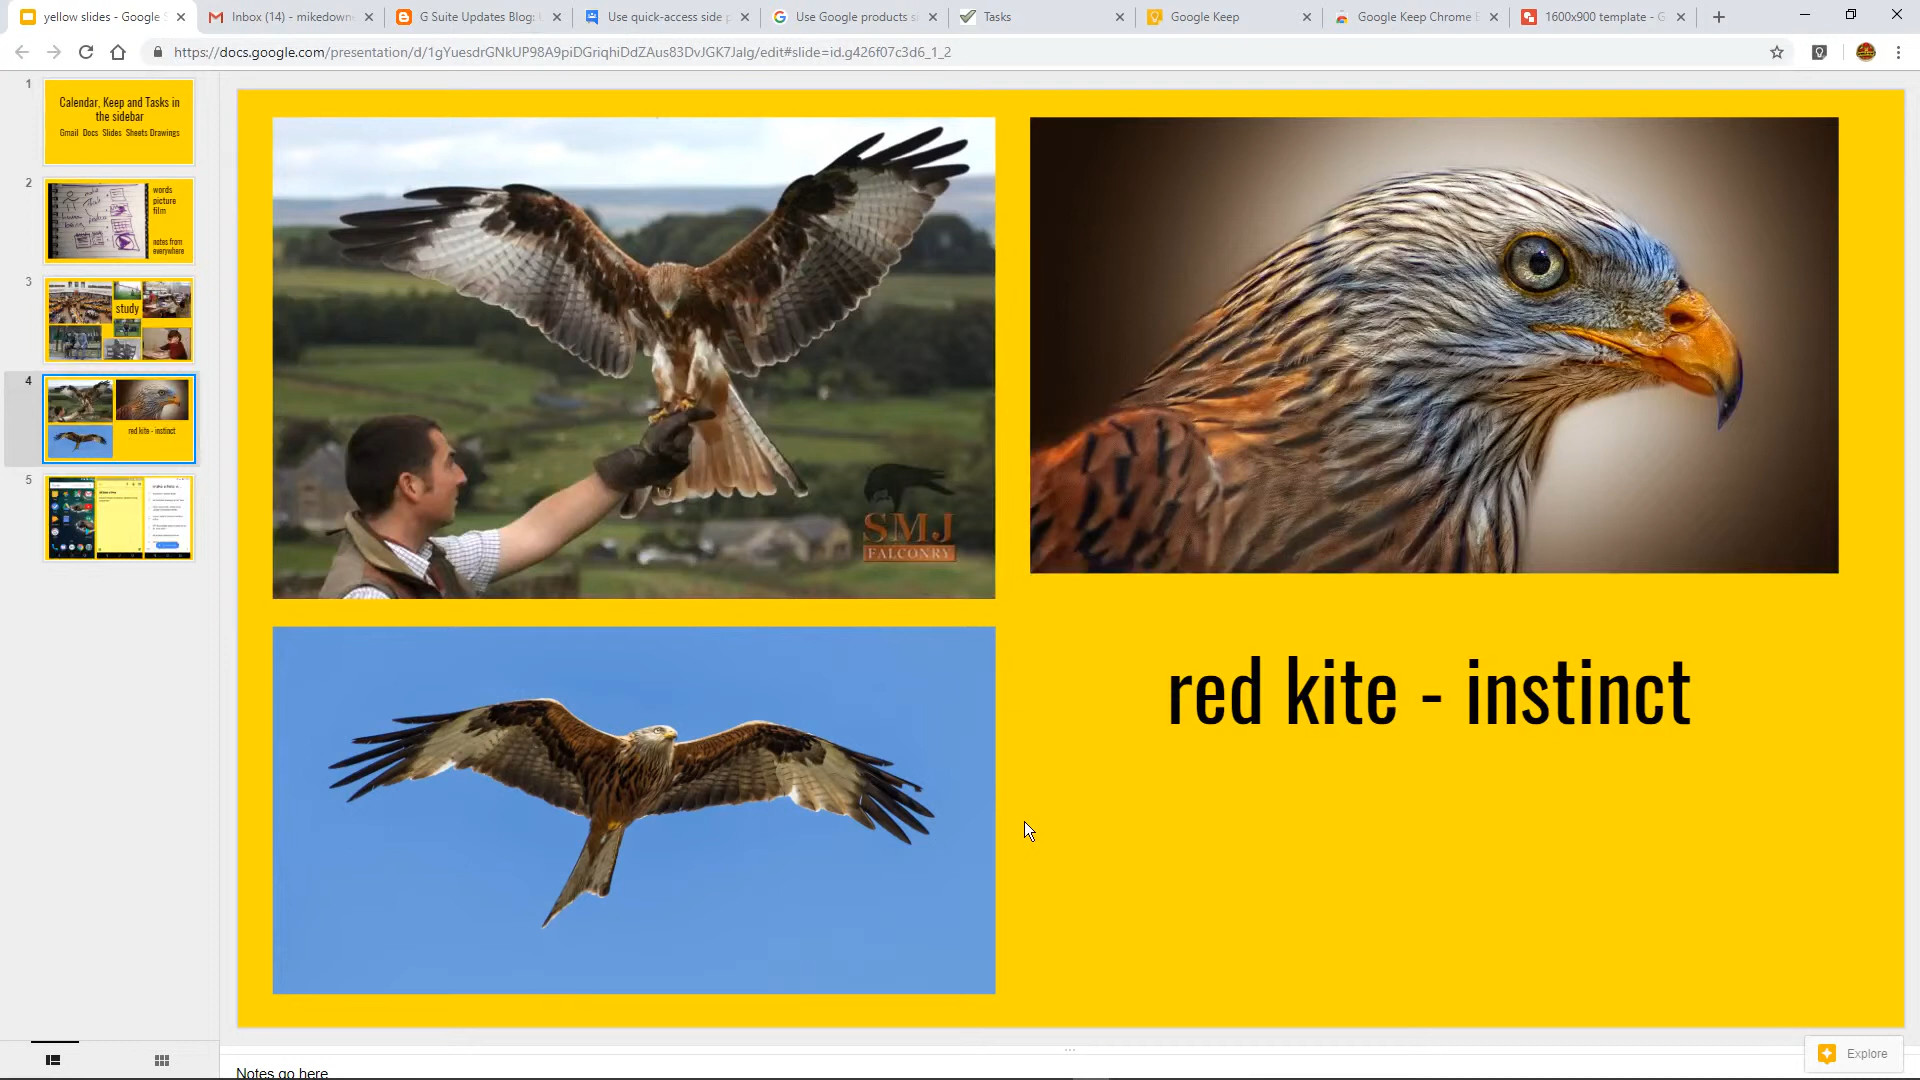 yellow slides - Google S
Inbox (14) - mikedown
G Suite Updates Blog:
Use quick-access side p
Use Google products si
Tasks
Google Keep
Google Keep Chrome E
1600x900 template - G
https://docs.google.com/presentation/d/1gYuesdrGNkUP98A9piDGriqhiDdZAus83DvJGK7JaIg/edit#slide=id.g426f07c3d6_1_2
1
Calendar, Keep and Tasks in
the sidebar
Gmail Docs Slides Sheets Drawings
2
words
picture
film
notes from
everywhere
3
study
4
red kite - instinct
5
SMJ
FALCONRY
red kite - instinct
Notes go here
Explore